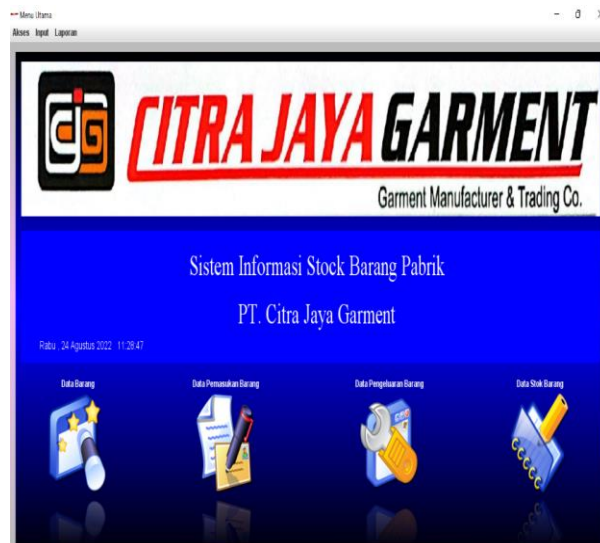 Menu Utama
Akses Input Laporan
CJG
CITRA JAYA GARMENT
Garment Manufacturer & Trading Co.
Sistem Informasi Stock Barang Pabrik
PT. Citra Jaya Garment
Rabu , 24 Agustus 2022 11:28:47
Data Barang Data Pemasukan Barang Data Pengeluaran Barang Data Stok Barang